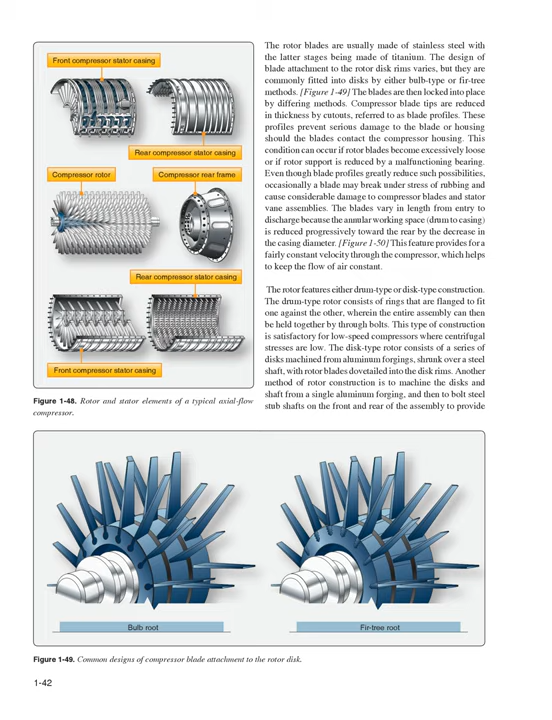 Front compressor stator casing
Rear compressor stator casing
Compressor rotor
Compressor rear frame
Rear compressor stator casing
Front compressor stator casing
Figure 1-48. Rotor and stator elements of a typical axial-flow
compressor.
The rotor blades are usually made of stainless steel with
the latter stages being made of titanium. The design of
blade attachment to the rotor disk rims varies, but they are
commonly fitted into disks by either bulb-type or fir-tree
methods. [Figure 1-49] The blades are then locked into place
by differing methods. Compressor blade tips are reduced
in thickness by cutouts, referred to as blade profiles. These
profiles prevent serious damage to the blade or housing
should the blades contact the compressor housing. This
condition can occur if rotor blades become excessively loose
or if rotor support is reduced by a malfunctioning bearing.
Even though blade profiles greatly reduce such possibilities,
occasionally a blade may break under stress of rubbing and
cause considerable damage to compressor blades and stator
vane assemblies. The blades vary in length from entry to
discharge because the annular working space (drum to casing)
is reduced progressively toward the rear by the decrease in
the casing diameter. [Figure 1-50] This feature provides for a
fairly constant velocity through the compressor, which helps
to keep the flow of air constant.
The rotor features either drum-type or disk-type construction.
The drum-type rotor consists of rings that are flanged to fit
one against the other, wherein the entire assembly can then
be held together by through bolts. This type of construction
is satisfactory for low-speed compressors where centrifugal
stresses are low. The disk-type rotor consists of a series of
disks machined from aluminum forgings, shrunk over a steel
shaft, with rotor blades dovetailed into the disk rims. Another
method of rotor construction is to machine the disks and
shaft from a single aluminum forging, and then to bolt steel
stub shafts on the front and rear of the assembly to provide
Bulb root
Fir-tree root
Figure 1-49. Common designs of compressor blade attachment to the rotor disk.
1-42